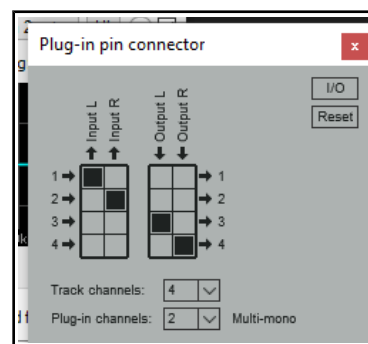 Plug-in pin connector
x
I/O
Reset
Input L
Input R
Output L
Output R
1
1
2
2
3
3
4
4
Track channels: 4
Plug-in channels: 2 Multi-mono